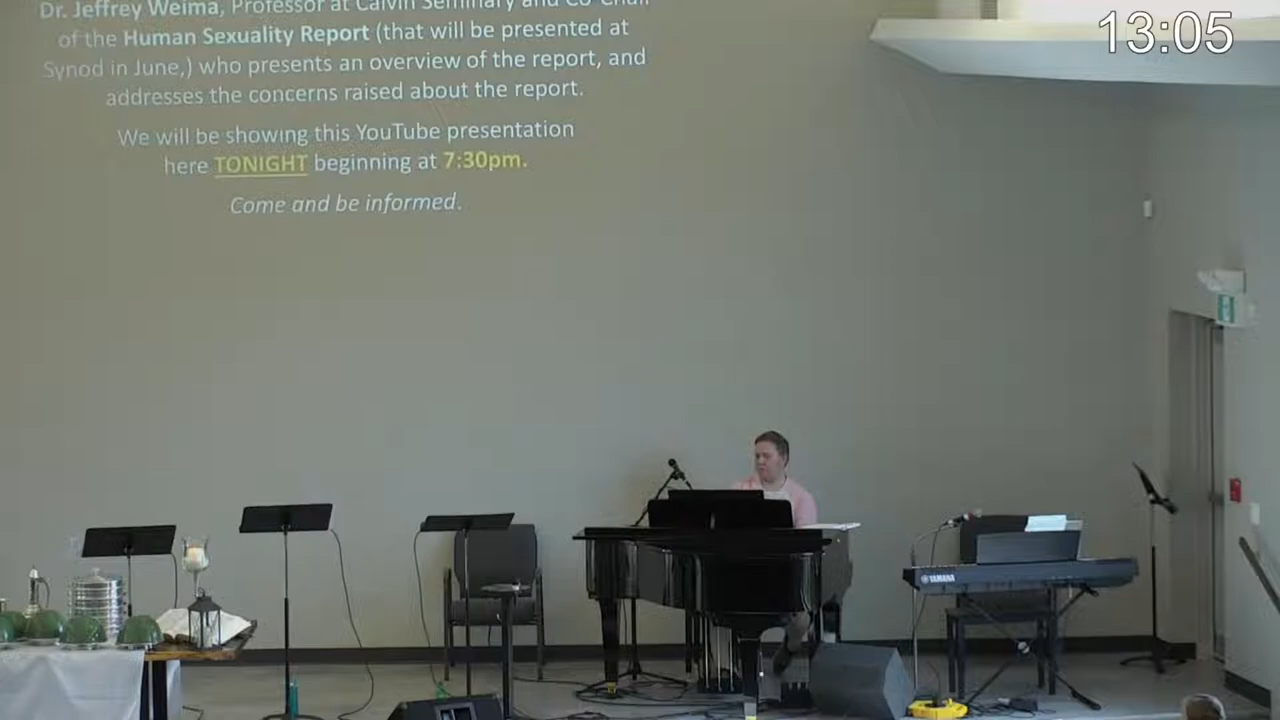 Dr. Jeffrey Weima, Professor at Calvin Seminary and Co-Chair
of the Human Sexuality Report (that will be presented at
Synod in June,) who presents an overview of the report, and
addresses the concerns raised about the report.
We will be showing this YouTube presentation
here TONIGHT beginning at 7:30pm.
Come and be informed.
13:05
YAMAHA